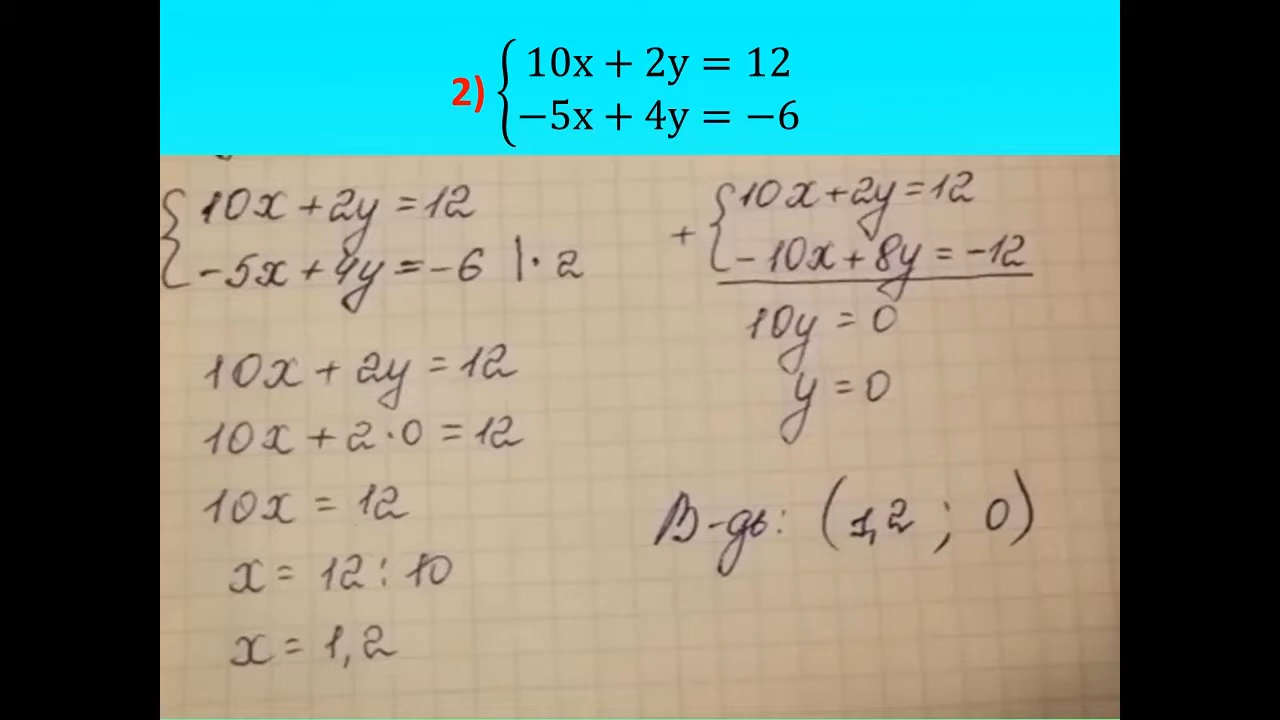 2) { 10x + 2y = 12
−5x + 4y = −6
{ 10x + 2y = 12
-5x + 4y = -6 | · 2
10x + 2y = 12
10x + 2 · 0 = 12
10x = 12
x = 12 : 10
x = 1,2
+ { 10x + 2y = 12
-10x + 8y = -12
10y = 0
y = 0
В-дь: (1,2 ; 0)